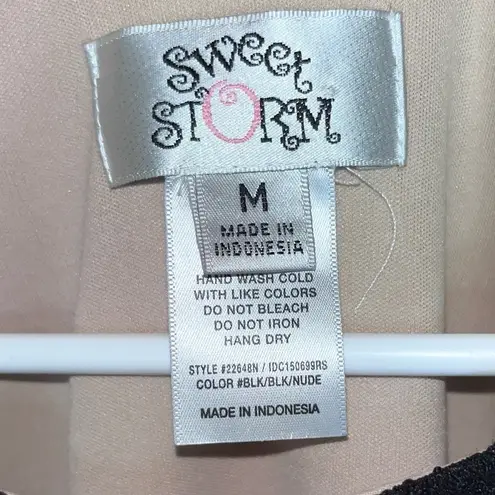 SWEET
STORM
M
MADE IN
INDONESIA
HAND WASH COLD
WITH LIKE COLORS
DO NOT BLEACH
DO NOT IRON
HANG DRY
STYLE #22648N / IDC150699RS
COLOR #BLK/BLK/NUDE
MADE IN INDONESIA